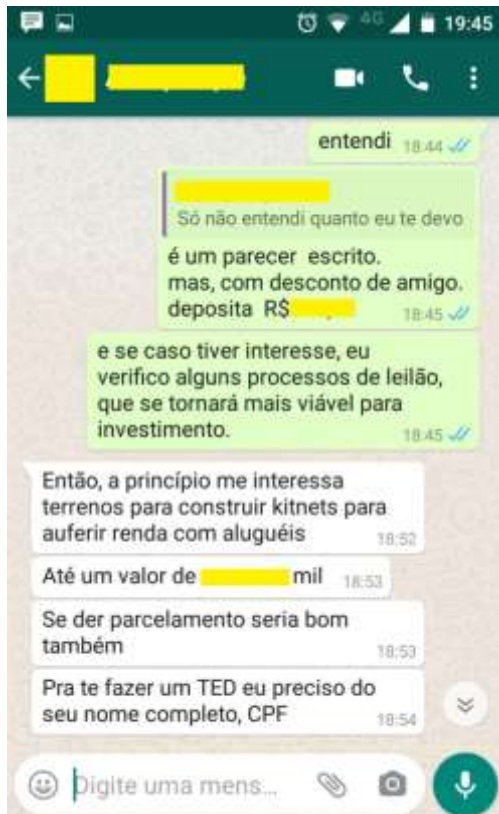 4G 19:45
entendi 18:44
Só não entendi quanto eu te devo
é um parecer escrito.
mas, com desconto de amigo.
deposita R$
18:45
e se caso tiver interesse, eu
verifico alguns processos de leilão,
que se tornará mais viável para
investimento. 18:45
Então, a princípio me interessa
terrenos para construir kitnets para
auferir renda com aluguéis 18:52
Até um valor de mil 18:53
Se der parcelamento seria bom
também 18:53
Pra te fazer um TED eu preciso do
seu nome completo, CPF 18:54
Digite uma mens...